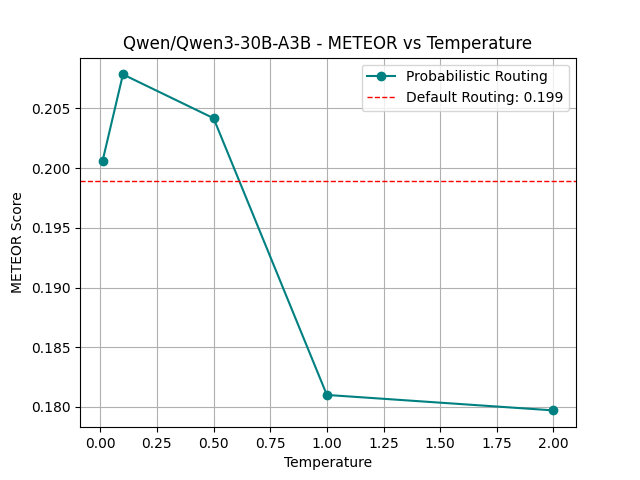 Qwen/Qwen3-30B-A3B - METEOR vs Temperature
Probabilistic Routing
Default Routing: 0.199
METEOR Score
0.205
0.200
0.195
0.190
0.185
0.180
0.00 0.25 0.50 0.75 1.00 1.25 1.50 1.75 2.00
Temperature